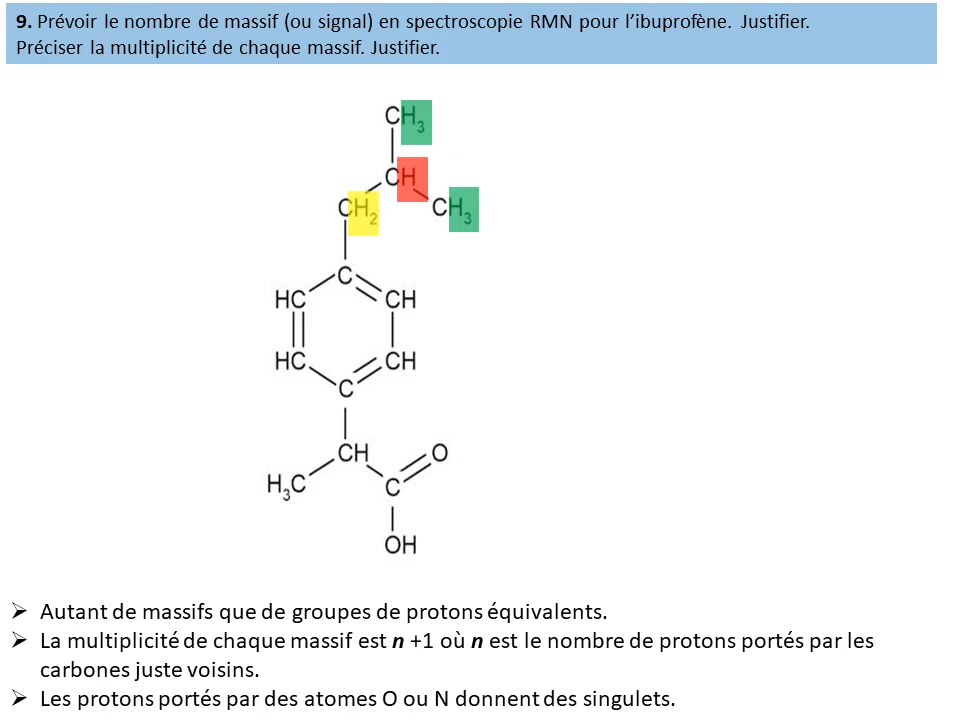 9. Prévoir le nombre de massif (ou signal) en spectroscopie RMN pour l’ibuprofène. Justifier.
Préciser la multiplicité de chaque massif. Justifier.
CH3
CH
CH2
CH3
C
HC
CH
HC
CH
C
CH
O
H3C
C
OH
➢ Autant de massifs que de groupes de protons équivalents.
➢ La multiplicité de chaque massif est n +1 où n est le nombre de protons portés par les
carbones juste voisins.
➢ Les protons portés par des atomes O ou N donnent des singulets.